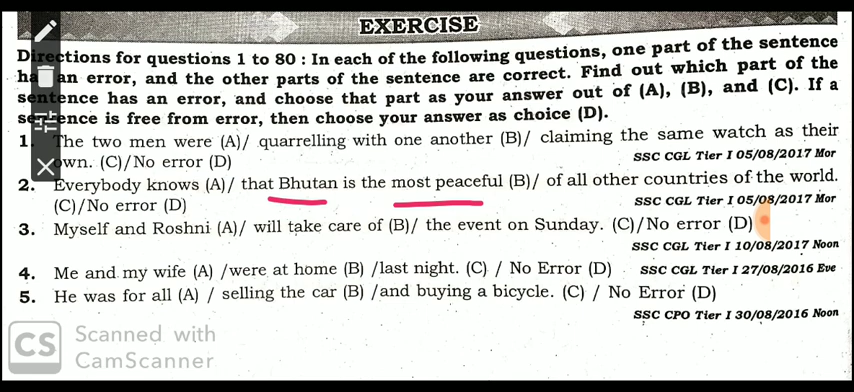 EXERCISE
Directions for questions 1 to 80 : In each of the following questions, one part of the sentence
an error, and the other parts of the sentence are correct. Find out which part of the
sentence has an error, and choose that part as your answer out of (A), (B), and (C). If a
sentence is free from error, then choose your answer as choice (D).
1. The two men were (A)/ quarrelling with one another (B)/ claiming the same watch as their
own. (C)/No error (D) SSC CGL Tier I 05/08/2017 Mor
2. Everybody knows (A)/ that Bhutan is the most peaceful (B)/ of all other countries of the world.
(C)/No error (D) SSC CGL Tier I 05/08/2017 Mor
3. Myself and Roshni (A)/ will take care of (B)/ the event on Sunday. (C)/No error (D)
SSC CGL Tier I 10/08/2017 Noon
4. Me and my wife (A) /were at home (B) /last night. (C) / No Error (D) SSC CGL Tier I 27/08/2016 Eve
5. He was for all (A) / selling the car (B) /and buying a bicycle. (C) / No Error (D)
SSC CPO Tier I 30/08/2016 Noon
CS Scanned with
CamScanner